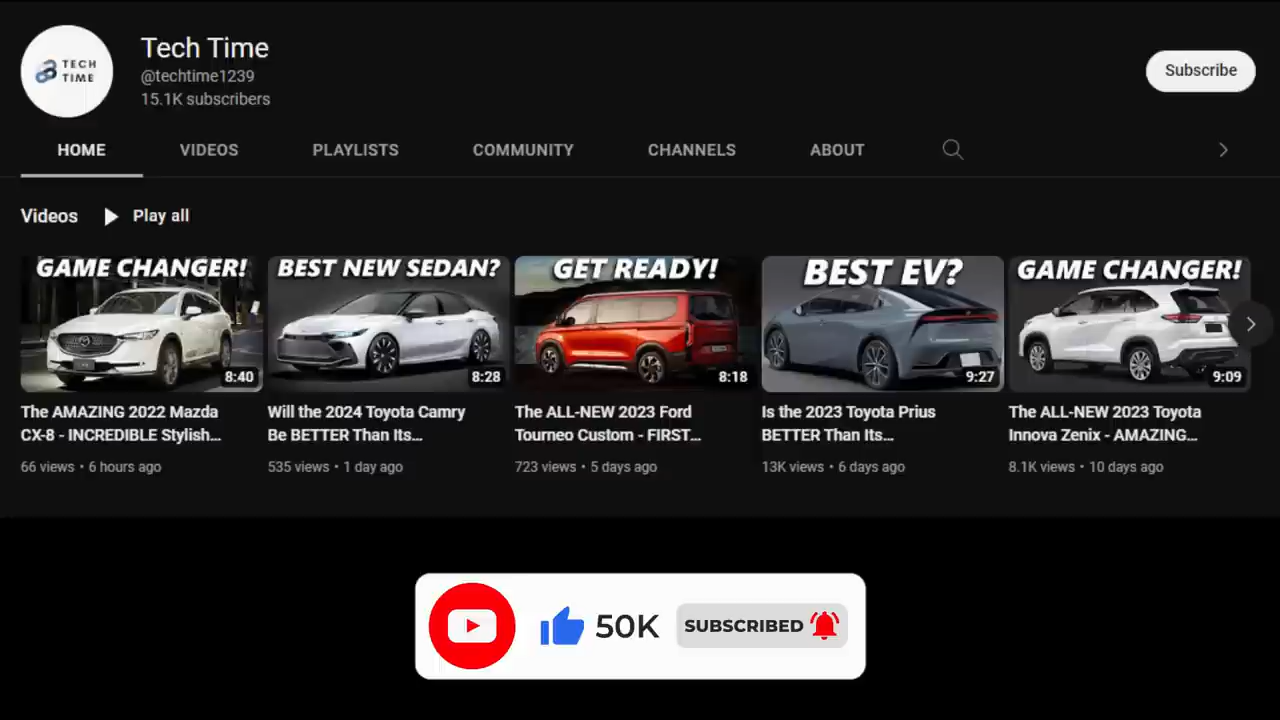 TECH
TIME
Tech Time
@techtime1239
15.1K subscribers
Subscribe
HOME VIDEOS PLAYLISTS COMMUNITY CHANNELS ABOUT
Videos Play all
GAME CHANGER! BEST NEW SEDAN? GET READY! BEST EV? GAME CHANGER!
8:40 8:28 8:18 9:27 9:09
The AMAZING 2022 Mazda
CX-8 - INCREDIBLE Stylish...
66 views • 6 hours ago
Will the 2024 Toyota Camry
Be BETTER Than Its...
535 views • 1 day ago
The ALL-NEW 2023 Ford
Tourneo Custom - FIRST...
723 views • 5 days ago
Is the 2023 Toyota Prius
BETTER Than Its...
13K views • 6 days ago
The ALL-NEW 2023 Toyota
Innova Zenix - AMAZING...
8.1K views • 10 days ago
50K SUBSCRIBED